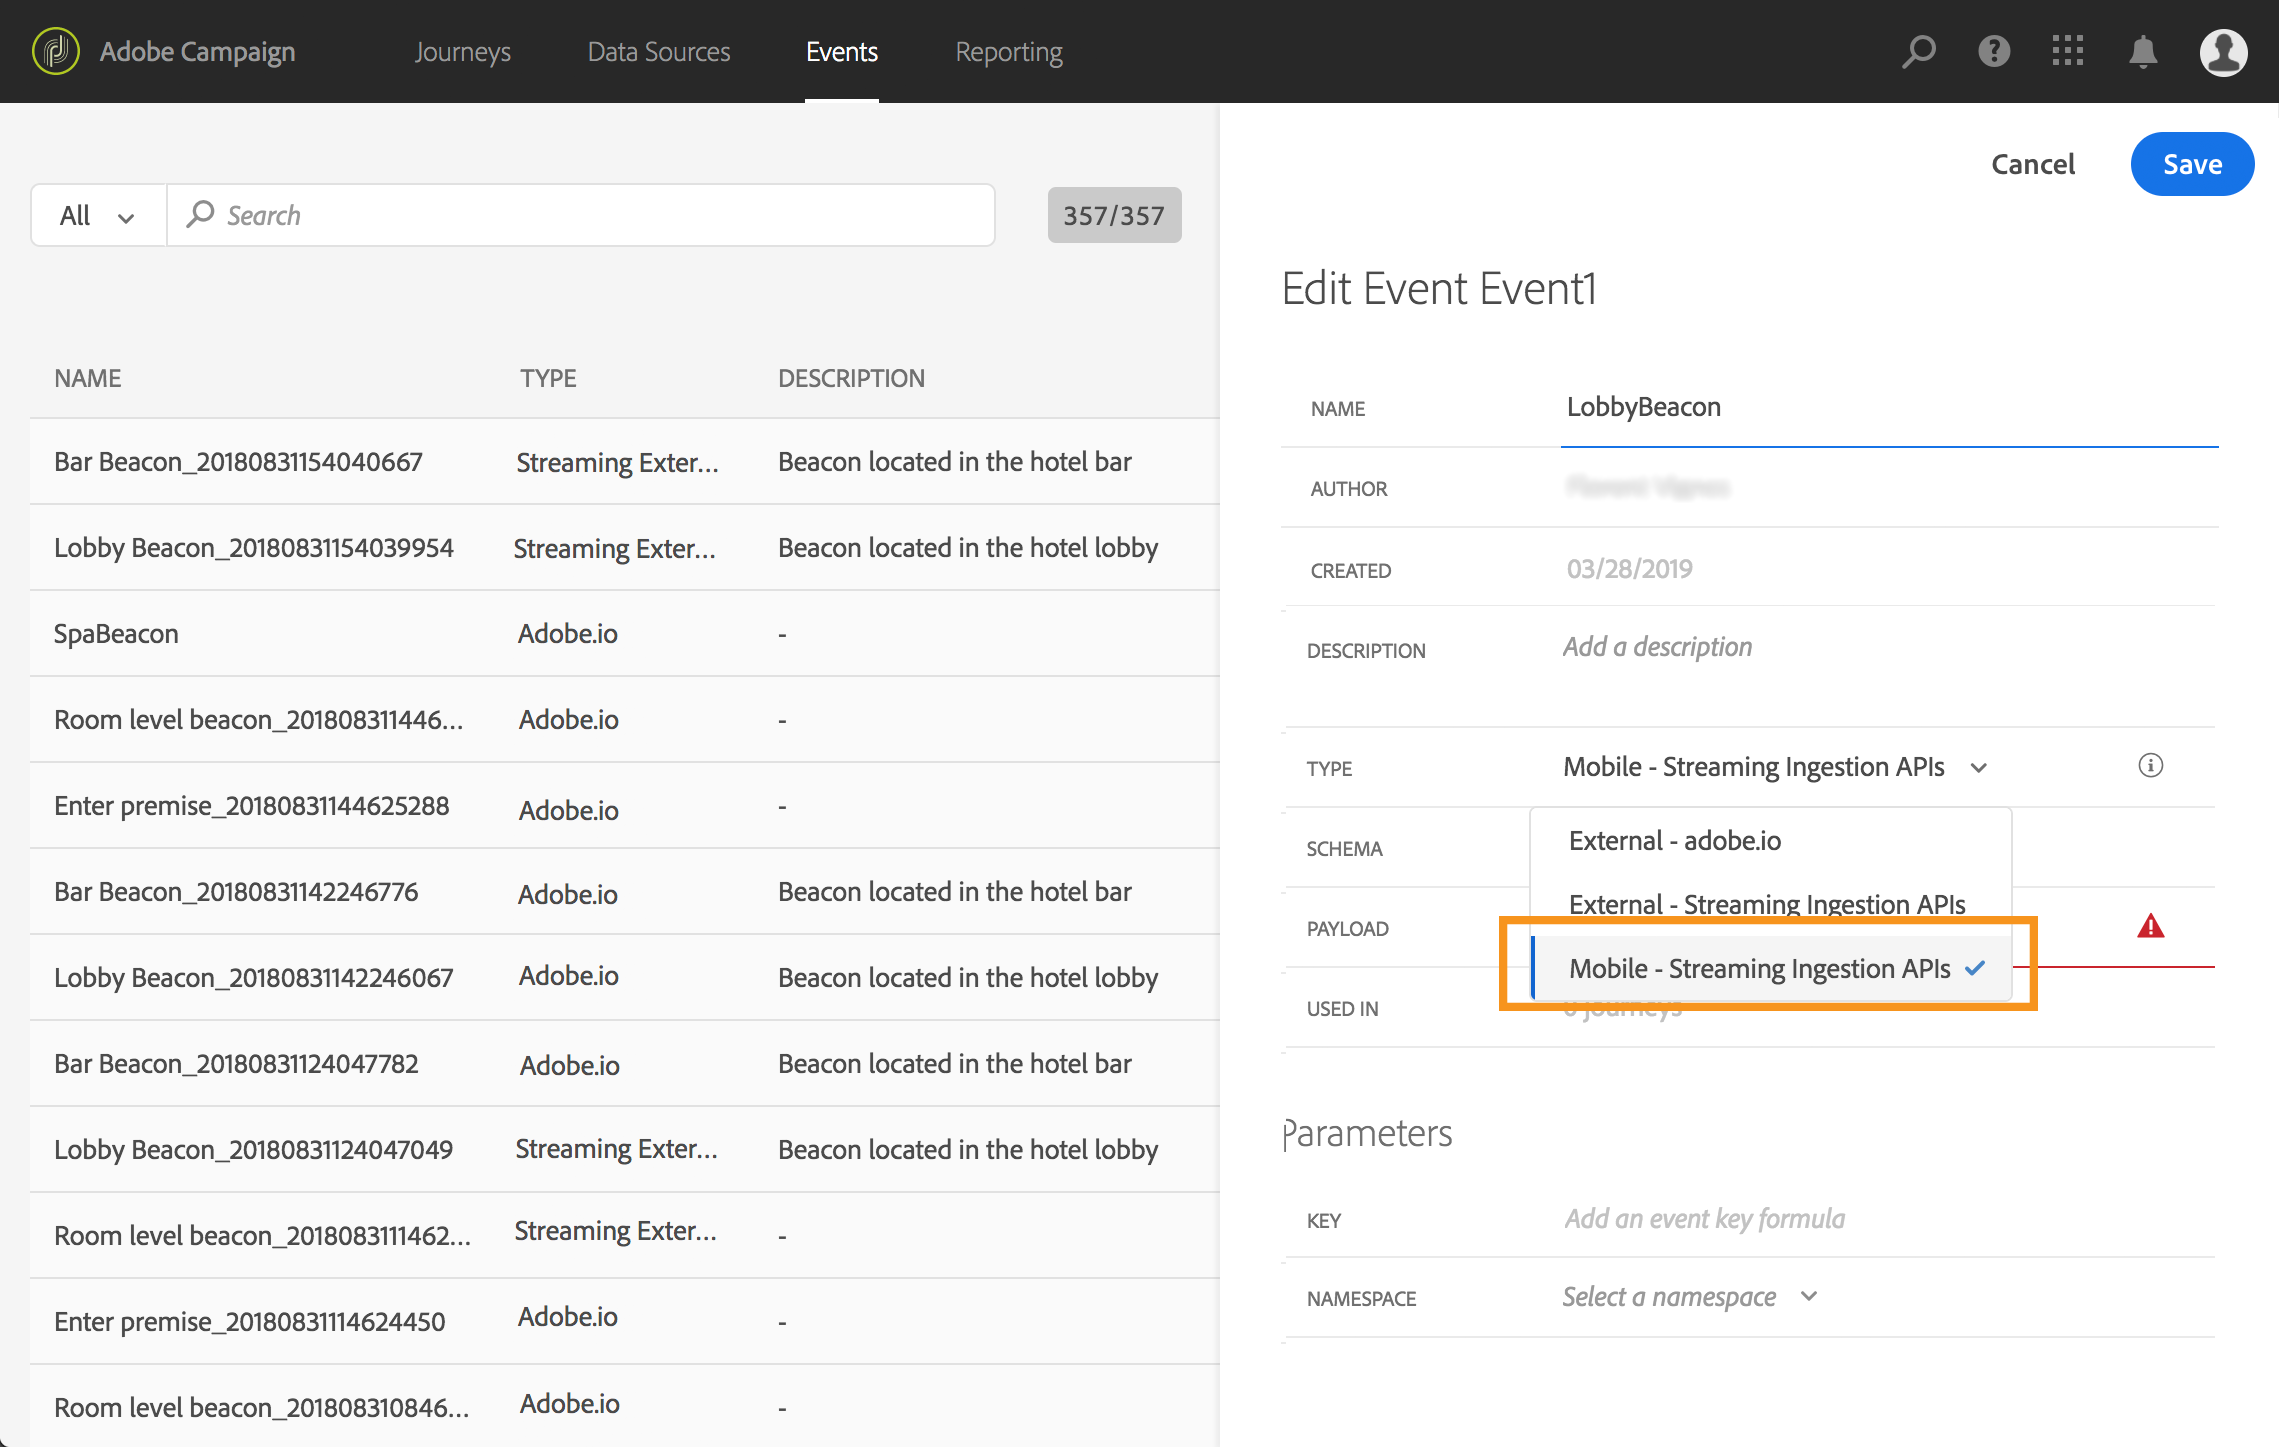 Adobe Campaign Journeys Data Sources Events Reporting
Cancel Save
All Search 357/357
Edit Event Event1
NAME TYPE DESCRIPTION
Bar Beacon_20180831154040667 Streaming Exter... Beacon located in the hotel bar
Lobby Beacon_20180831154039954 Streaming Exter... Beacon located in the hotel lobby
SpaBeacon Adobe.io -
Room level beacon_201808311446... Adobe.io -
Enter premise_20180831144625288 Adobe.io -
Bar Beacon_20180831142246776 Adobe.io Beacon located in the hotel bar
Lobby Beacon_20180831142246067 Adobe.io Beacon located in the hotel lobby
Bar Beacon_20180831124047782 Adobe.io Beacon located in the hotel bar
Lobby Beacon_20180831124047049 Streaming Exter... Beacon located in the hotel lobby
Room level beacon_2018083111462... Streaming Exter... -
Enter premise_20180831114624450 Adobe.io -
Room level beacon_201808310846... Adobe.io -
NAME LobbyBeacon
AUTHOR
CREATED 03/28/2019
DESCRIPTION Add a description
TYPE Mobile - Streaming Ingestion APIs
External - adobe.io
SCHEMA
External - Streaming Ingestion APIs
PAYLOAD
Mobile - Streaming Ingestion APIs
USED IN journeys
Parameters
KEY Add an event key formula
NAMESPACE Select a namespace